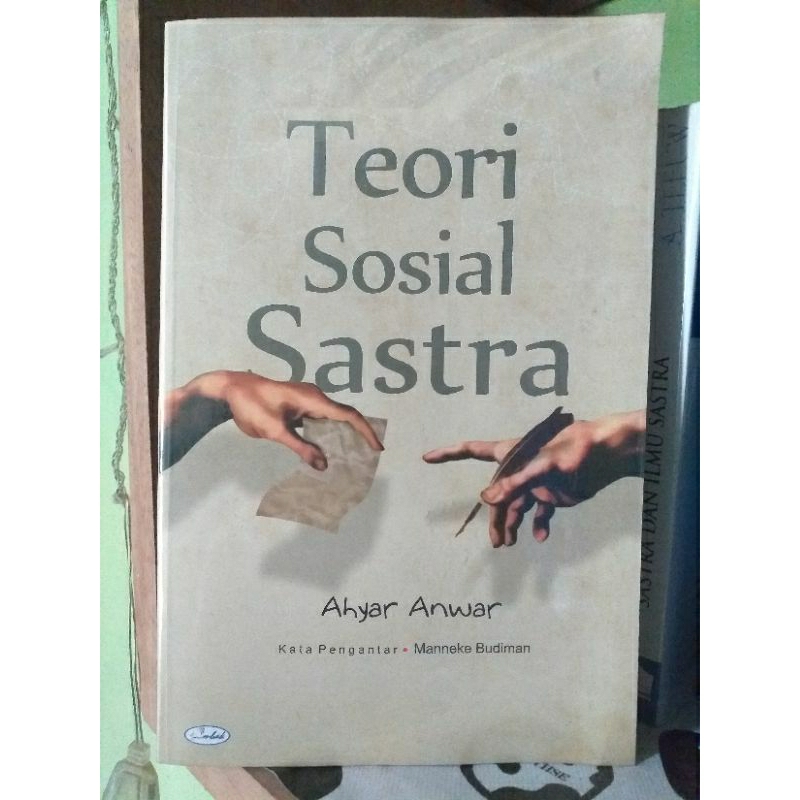 Teori
Sosial
Sastra
Ahyar Anwar
Kata Pengantar • Manneke Budiman
SASTRA DAN ILMU SASTRA